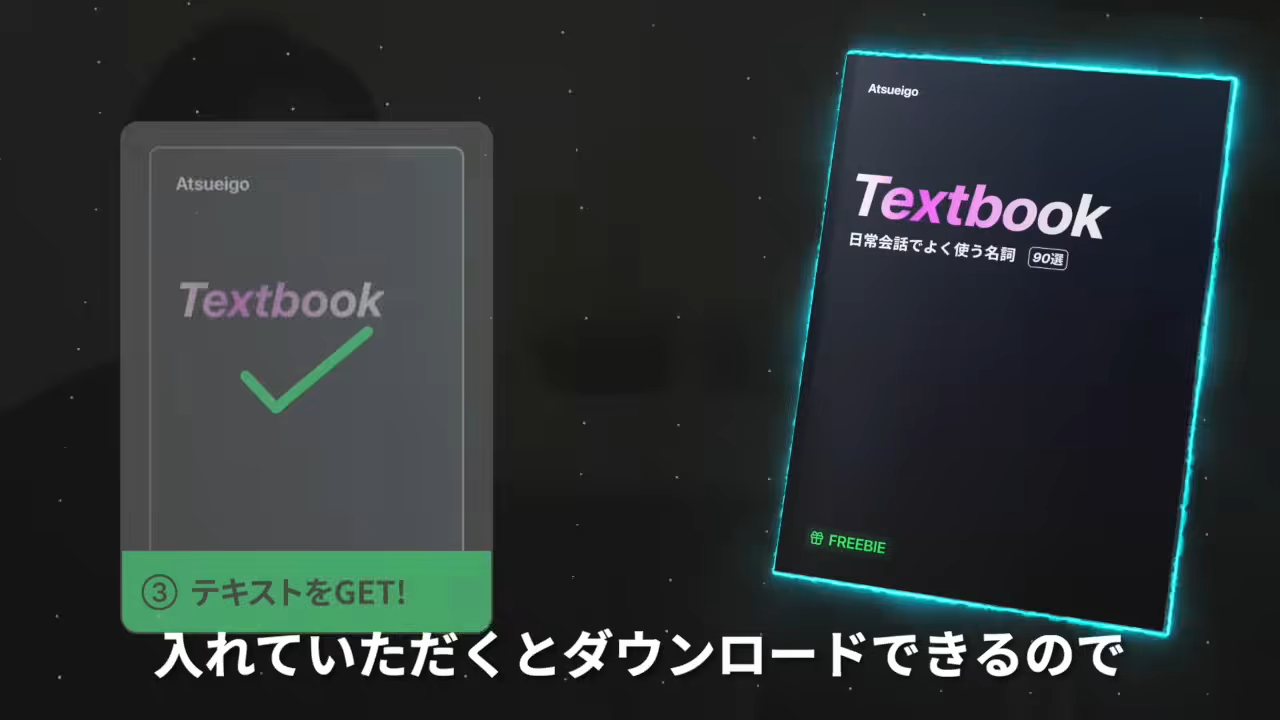 Atsueigo
Textbook
③ テキストをGET!
Atsueigo
Textbook
日常会話でよく使う名詞 90選
FREEBIE
入れていただくとダウンロードできるので